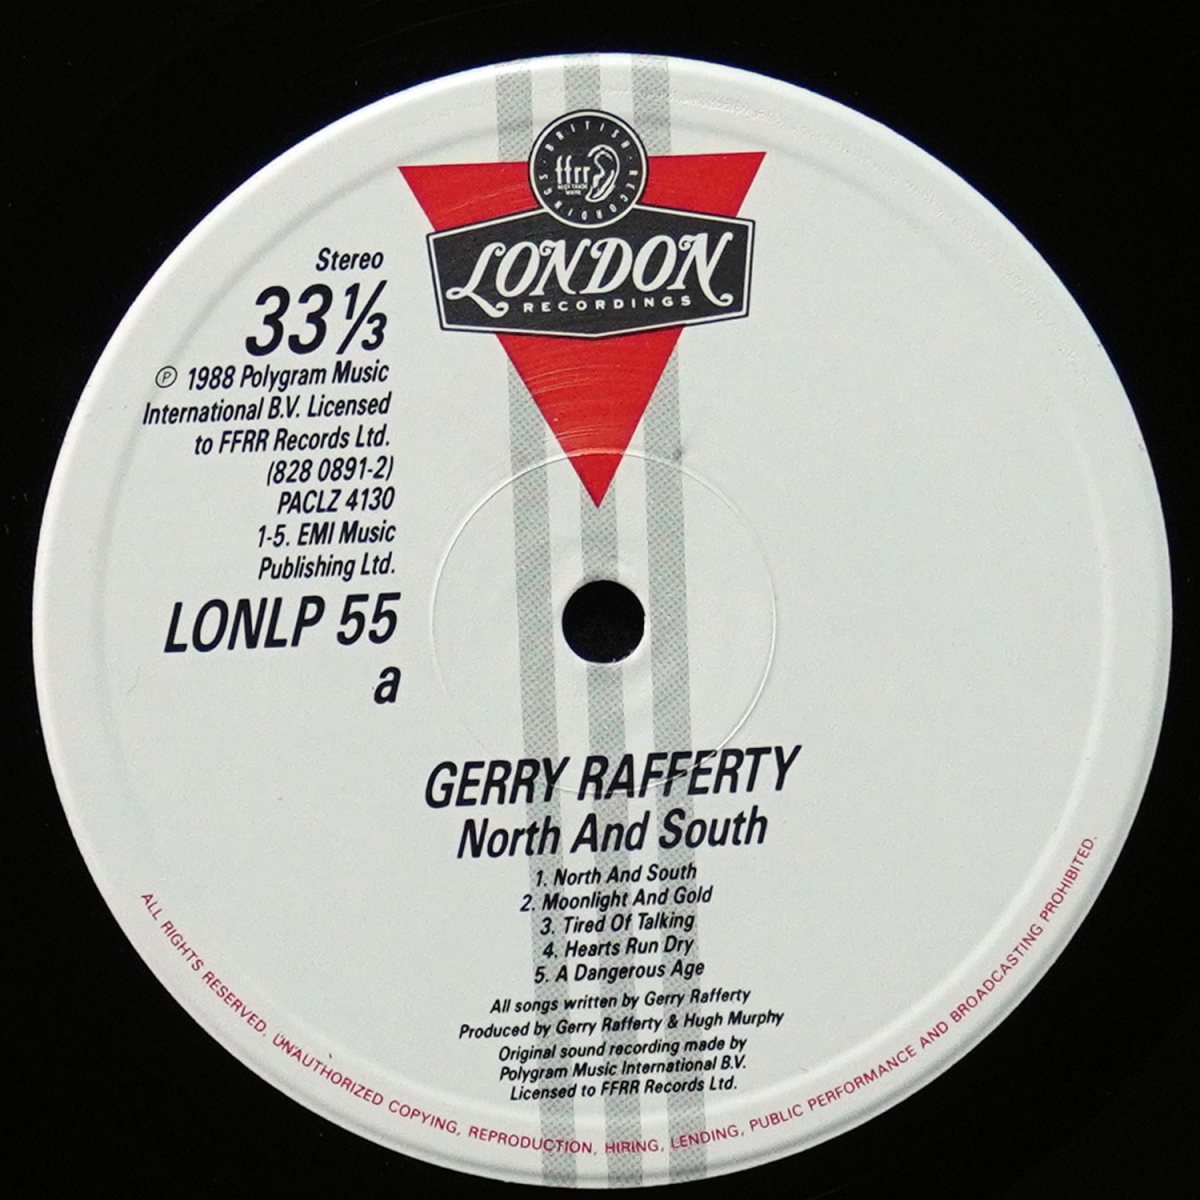 BRITISH RECORDINGS
ffrr
LONDON
RECORDINGS
Stereo
33⅓
Ⓟ 1988 Polygram Music
International B.V. Licensed
to FFRR Records Ltd.
(828 0891-2)
PACLZ 4130
1-5. EMI Music
Publishing Ltd.
LONLP 55
a
GERRY RAFFERTY
North And South
1. North And South
2. Moonlight And Gold
3. Tired Of Talking
4. Hearts Run Dry
5. A Dangerous Age
All songs written by Gerry Rafferty
Produced by Gerry Rafferty & Hugh Murphy
Original sound recording made by
Polygram Music International B.V.
Licensed to FFRR Records Ltd.
ALL RIGHTS RESERVED. UNAUTHORIZED COPYING, REPRODUCTION, HIRING, LENDING, PUBLIC PERFORMANCE AND BROADCASTING PROHIBITED.